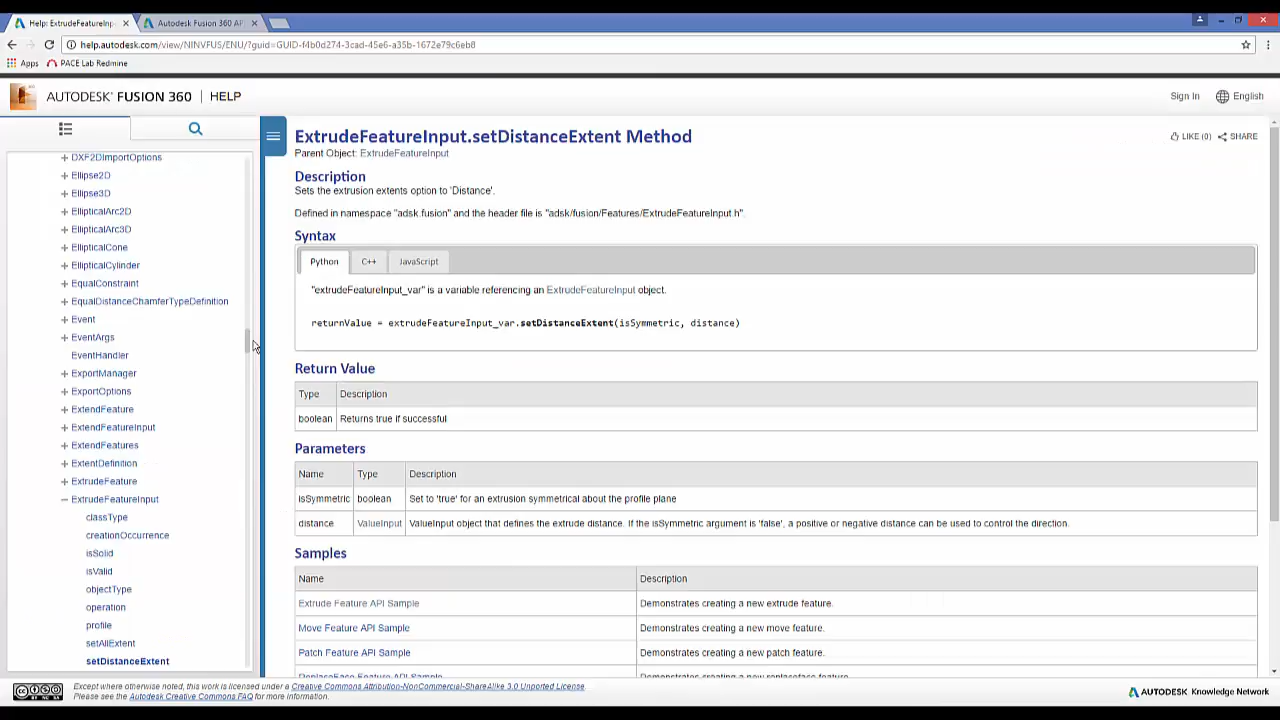 Help: ExtrudeFeatureInp
Autodesk Fusion 360 AP
help.autodesk.com/view/NINVFUS/ENU/?guid=GUID-f4b0d274-3cad-45e6-a35b-1672e79c6eb8
Apps
PACE Lab Redmine
AUTODESK® FUSION 360 | HELP
Sign In
English
ExtrudeFeatureInput.setDistanceExtent Method
LIKE (0)
SHARE
Parent Object: ExtrudeFeatureInput
Description
Sets the extrusion extents option to 'Distance'.
Defined in namespace "adsk.fusion" and the header file is "adsk/fusion/Features/ExtrudeFeatureInput.h".
Syntax
Python
C++
JavaScript
"extrudeFeatureInput_var" is a variable referencing an ExtrudeFeatureInput object.
returnValue = extrudeFeatureInput_var.setDistanceExtent(isSymmetric, distance)
Return Value
Type Description
boolean Returns true if successful
Parameters
Name Type Description
isSymmetric boolean Set to 'true' for an extrusion symmetrical about the profile plane
distance ValueInput ValueInput object that defines the extrude distance. If the isSymmetric argument is 'false', a positive or negative distance can be used to control the direction.
Samples
Name Description
Extrude Feature API Sample Demonstrates creating a new extrude feature.
Move Feature API Sample Demonstrates creating a new move feature.
Patch Feature API Sample Demonstrates creating a new patch feature.
ReplaceFace Feature API Sample Demonstrates creating a new replaceface feature.
DXF2DImportOptions
Ellipse2D
Ellipse3D
EllipticalArc2D
EllipticalArc3D
EllipticalCone
EllipticalCylinder
EqualConstraint
EqualDistanceChamferTypeDefinition
Event
EventArgs
EventHandler
ExportManager
ExportOptions
ExtendFeature
ExtendFeatureInput
ExtendFeatures
ExtentDefinition
ExtrudeFeature
ExtrudeFeatureInput
classType
creationOccurrence
isSolid
isValid
objectType
operation
profile
setAllExtent
setDistanceExtent
Except where otherwise noted, this work is licensed under a Creative Commons Attribution-NonCommercial-ShareAlike 3.0 Unported License.
Please see the Autodesk Creative Commons FAQ for more information.
AUTODESK Knowledge Network